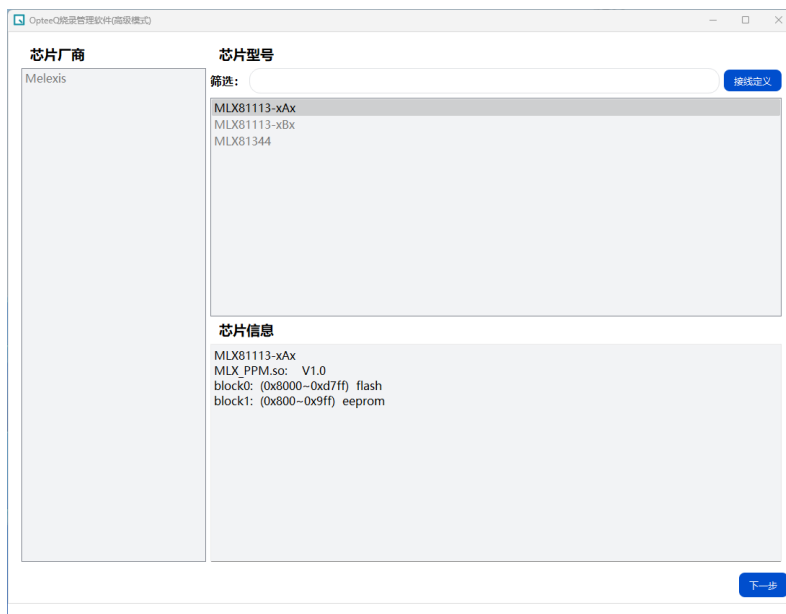 OpteeQ烧录管理软件(高级模式)
芯片厂商
Melexis
芯片型号
筛选：
接线定义
MLX81113-xAx
MLX81113-xBx
MLX81344
芯片信息
MLX81113-xAx
MLX_PPM.so: V1.0
block0: (0x8000~0xd7ff) flash
block1: (0x800~0x9ff) eeprom
下一步